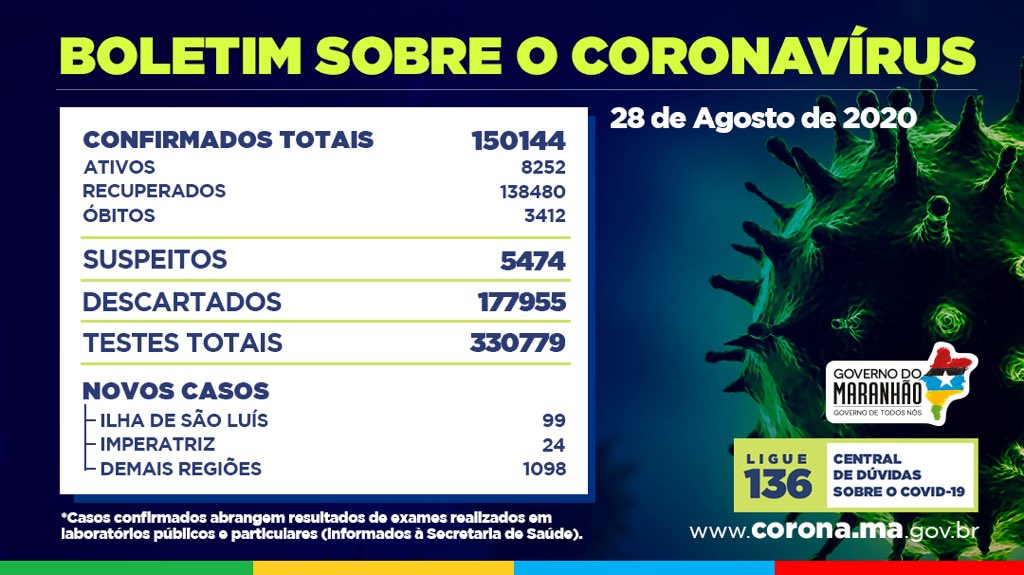 BOLETIM SOBRE O CORONAVÍRUS
28 de Agosto de 2020
CONFIRMADOS TOTAIS 150144
ATIVOS 8252
RECUPERADOS 138480
ÓBITOS 3412
SUSPEITOS 5474
DESCARTADOS 177955
TESTES TOTAIS 330779
NOVOS CASOS
ILHA DE SÃO LUÍS 99
IMPERATRIZ 24
DEMAIS REGIÕES 1098
*Casos confirmados abrangem resultados de exames realizados em
laboratórios públicos e particulares (informados à Secretaria de Saúde).
GOVERNO DO
MARANHÃO
GOVERNO DE TODOS NÓS
LIGUE
136
CENTRAL
DE DÚVIDAS
SOBRE O COVID-19
www.corona.ma.gov.br